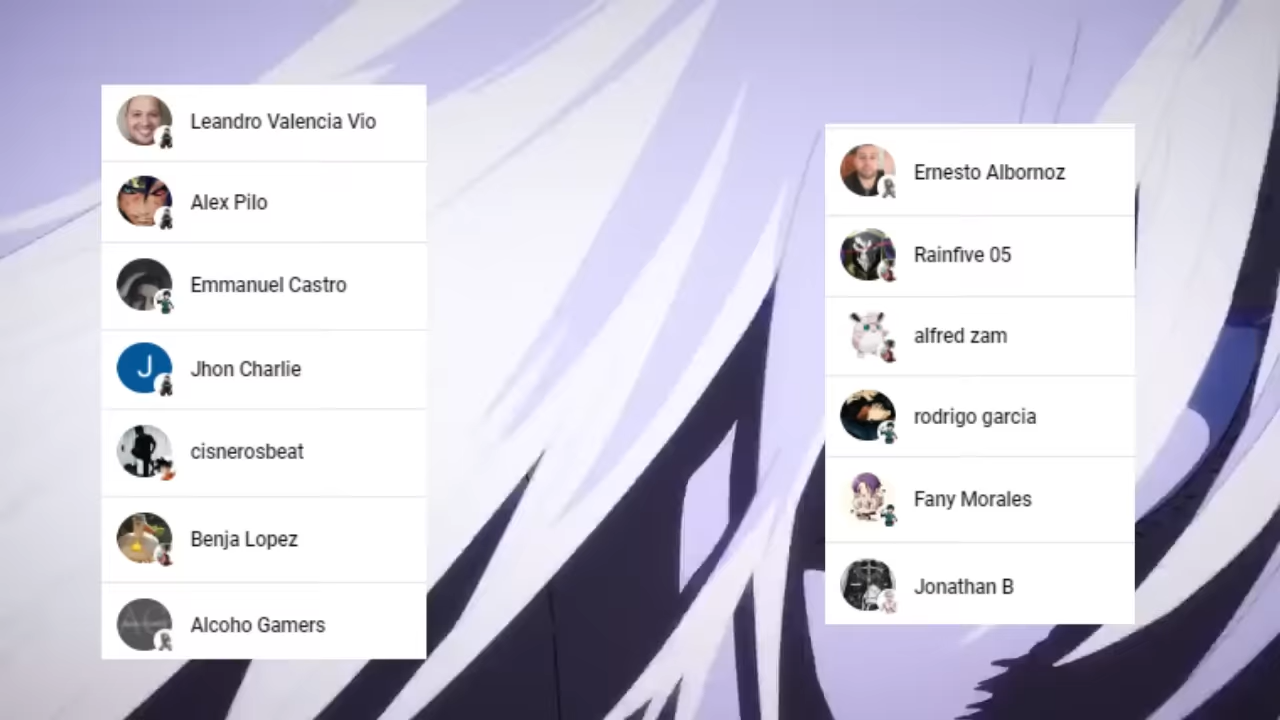 Leandro Valencia Vio
Alex Pilo
Emmanuel Castro
J
Jhon Charlie
cisnerosbeat
Benja Lopez
Alcoho Gamers
Ernesto Albornoz
Rainfive 05
alfred zam
rodrigo garcia
Fany Morales
Jonathan B